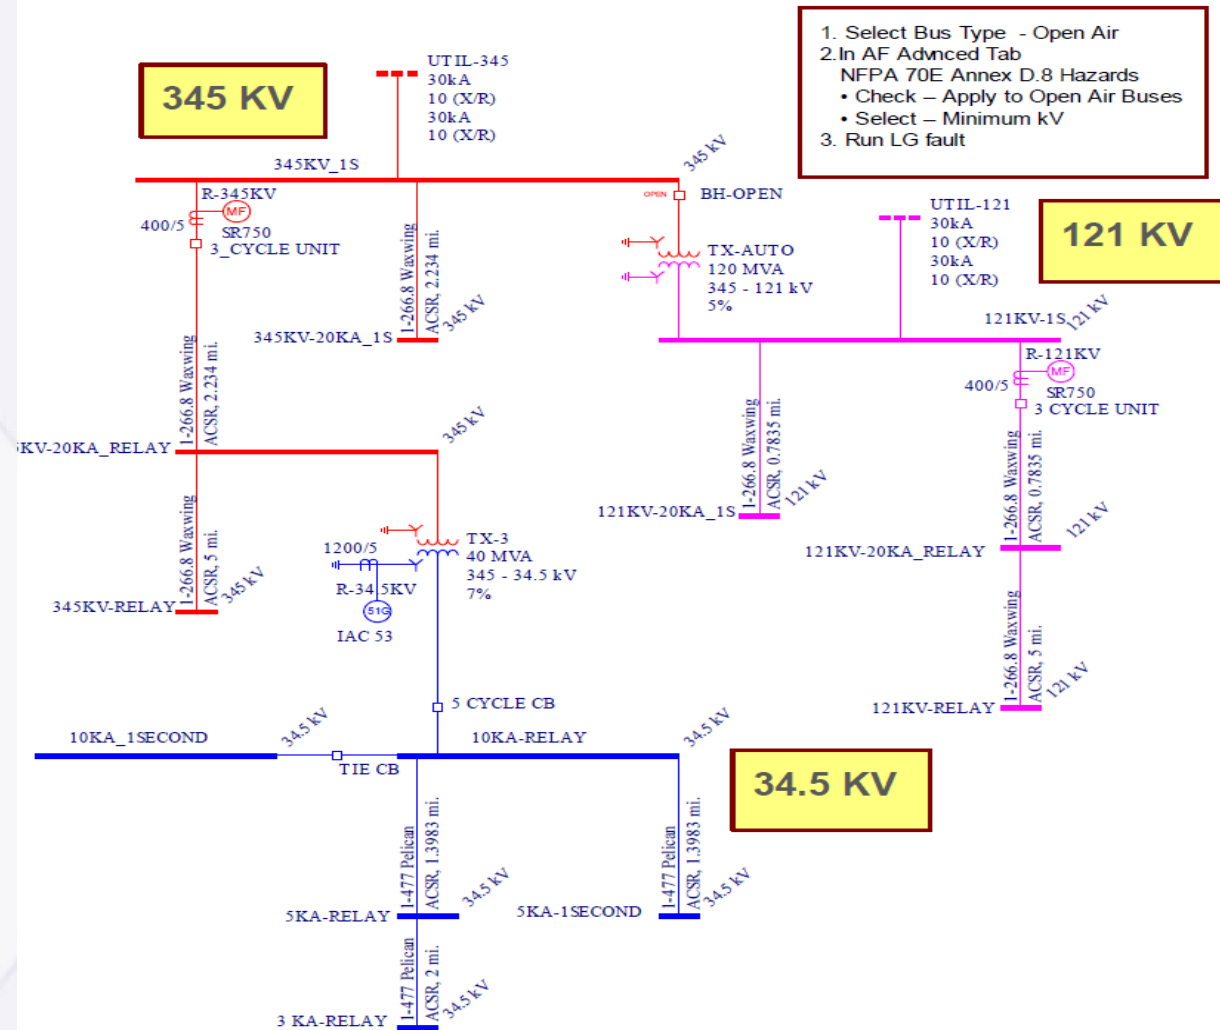 1. Select Bus Type - Open Air
2.In AF Advnced Tab
NFPA 70E Annex D.8 Hazards
• Check – Apply to Open Air Buses
• Select – Minimum kV
3. Run LG fault
345 KV
UTIL-345
30kA
10 (X/R)
30kA
10 (X/R)
345KV_1S
345 kV
R-345KV
MF
400/5
SR750
3_CYCLE UNIT
OPEN
BH-OPEN
UTIL-121
30kA
10 (X/R)
30kA
10 (X/R)
121 KV
TX-AUTO
120 MVA
345 - 121 kV
5%
1-266.8 Waxwing
ACSR, 2.234 mi.
345KV-20KA_1S
345 kV
121KV-1S
121 kV
R-121KV
MF
400/5
SR750
3 CYCLE UNIT
1-266.8 Waxwing
ACSR, 2.234 mi.
5KV-20KA_RELAY
345 kV
1-266.8 Waxwing
ACSR, 0.7835 mi.
121KV-20KA_1S
121 kV
1-266.8 Waxwing
ACSR, 0.7835 mi.
121KV-20KA_RELAY
121 kV
TX-3
40 MVA
345 - 34.5 kV
7%
1200/5
R-34.5KV
51G
IAC 53
1-266.8 Waxwing
ACSR, 5 mi.
345KV-RELAY
345 kV
1-266.8 Waxwing
ACSR, 5 mi.
121KV-RELAY
121 kV
5 CYCLE CB
10KA_1SECOND
34.5 kV
TIE CB
10KA-RELAY
34.5 kV
34.5 KV
1-477 Pelican
ACSR, 1.3983 mi.
5KA-RELAY
34.5 kV
1-477 Pelican
ACSR, 1.3983 mi.
5KA-1SECOND
34.5 kV
1-477 Pelican
ACSR, 2 mi.
3 KA-RELAY
34.5 kV